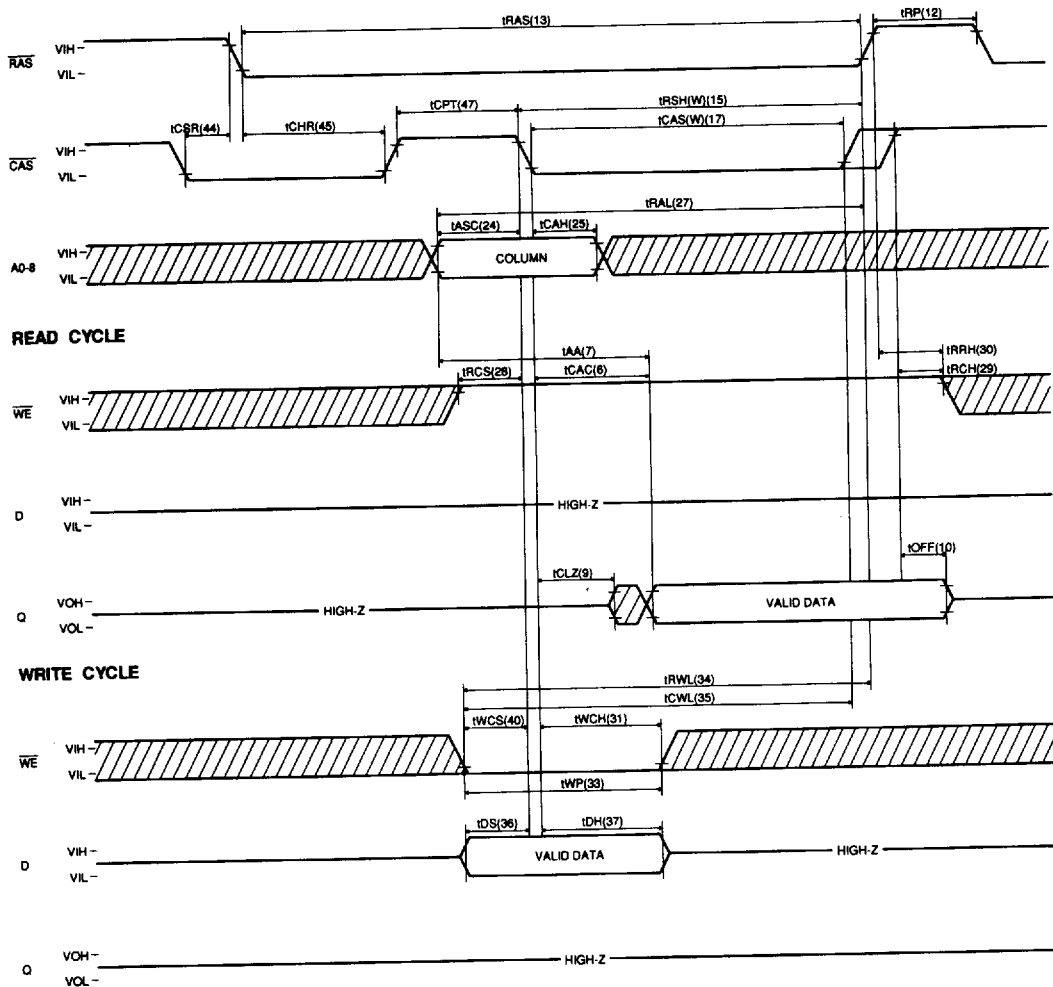 tRAS(13)
tRP(12)
RAS
VIH
VIL
tCPT(47)
tRSH(W)(15)
tCSR(44)
tCHR(45)
tCAS(W)(17)
CAS
VIH
VIL
tRAL(27)
tASC(24)
tCAH(25)
A0-8
VIH
VIL
COLUMN
READ CYCLE
tAA(7)
tRRH(30)
tRCS(28)
tCAC(6)
tRCH(29)
WE
VIH
VIL
D
VIH
VIL
HIGH-Z
tOFF(10)
tCLZ(9)
Q
VOH
VOL
HIGH-Z
VALID DATA
WRITE CYCLE
tRWL(34)
tCWL(35)
tWCS(40)
tWCH(31)
WE
VIH
VIL
tWP(33)
tDS(36)
tDH(37)
D
VIH
VIL
VALID DATA
HIGH-Z
Q
VOH
VOL
HIGH-Z